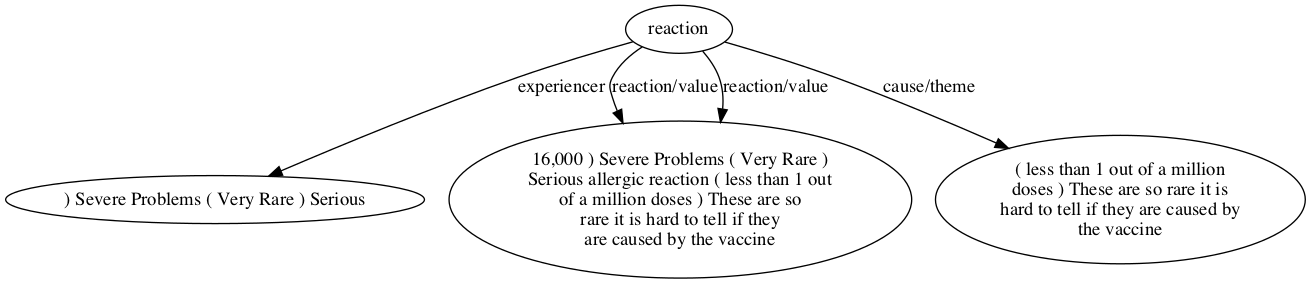 reaction
experiencer
reaction/value
reaction/value
cause/theme
) Severe Problems ( Very Rare ) Serious
16,000 ) Severe Problems ( Very Rare )
Serious allergic reaction ( less than 1 out
of a million doses ) These are so
rare it is hard to tell if they
are caused by the vaccine
( less than 1 out of a million
doses ) These are so rare it is
hard to tell if they are caused by
the vaccine